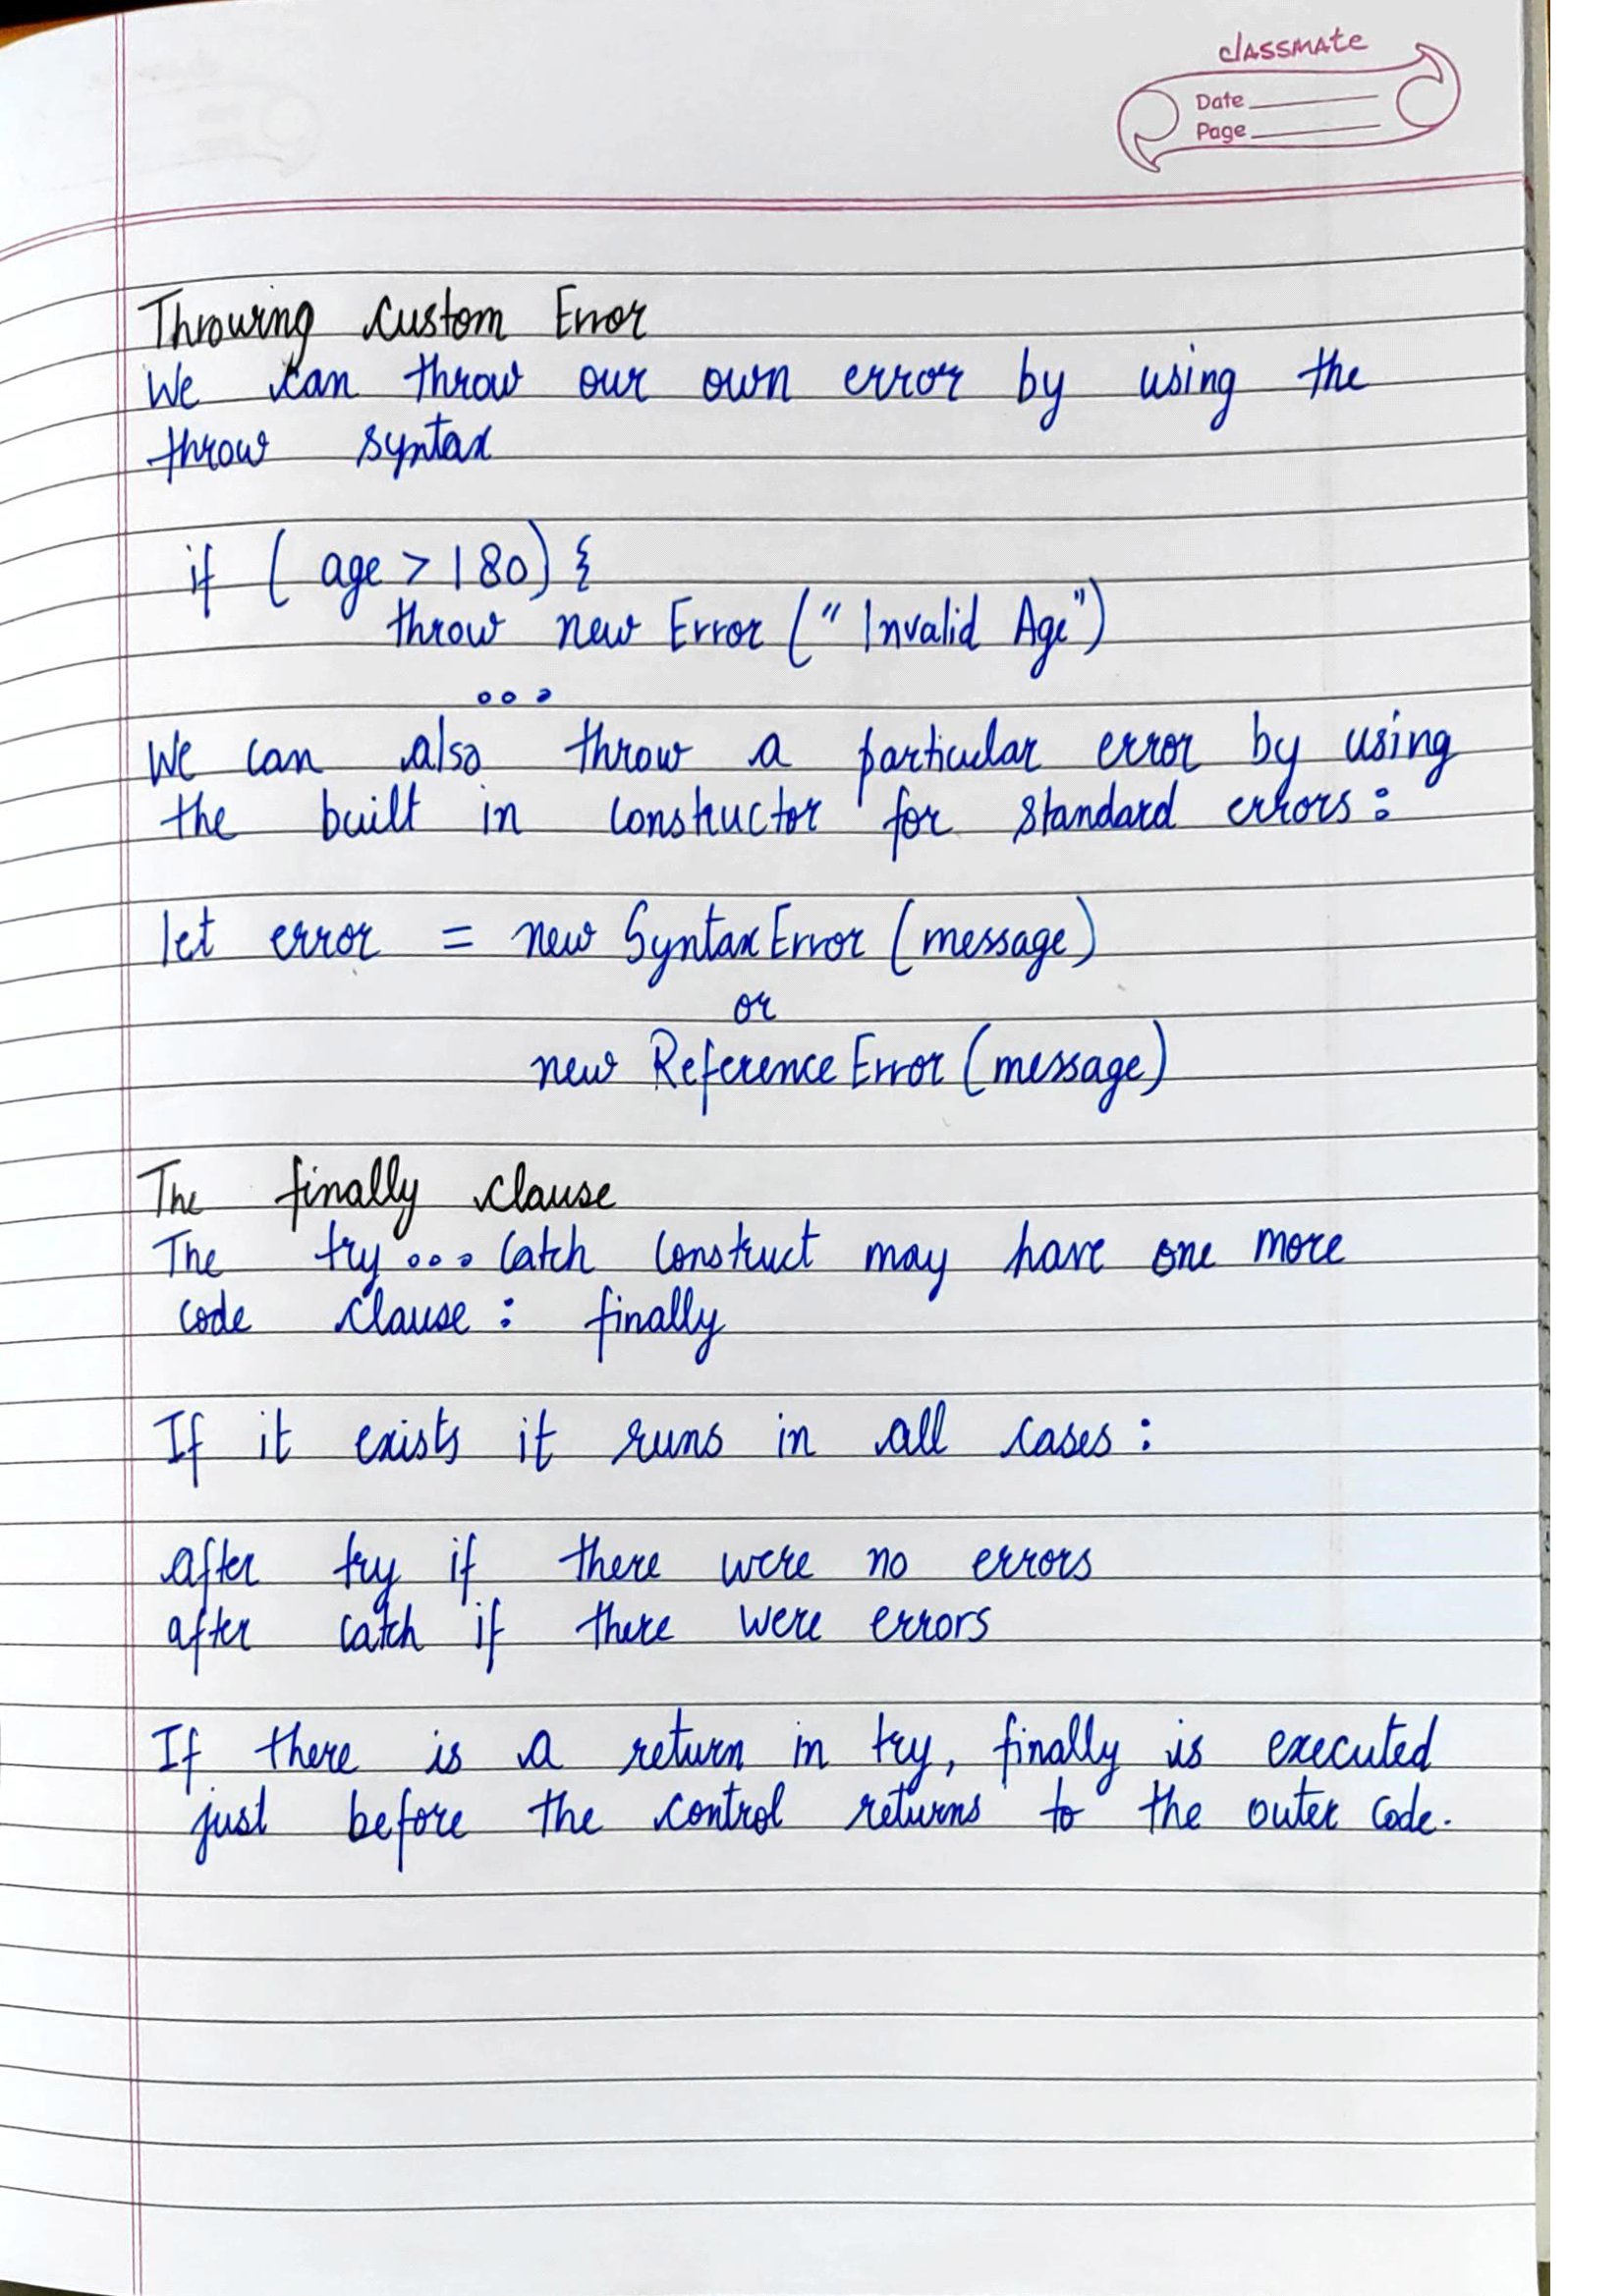 classmate
Date
Page
Throwing custom Error
We can throw our own error by using the
throw syntax
if ( age > 180) {
throw new Error (" Invalid Age")
...
We can also throw a particular error by using
the built in constructor for standard errors :
let error = new SyntaxError (message)
or
new ReferenceError (message)
The finally clause
The try... catch construct may have one more
code clause : finally
If it exists it runs in all cases :
after try if there were no errors
after catch if there were errors
If there is a return in try, finally is executed
just before the control returns to the outer code.